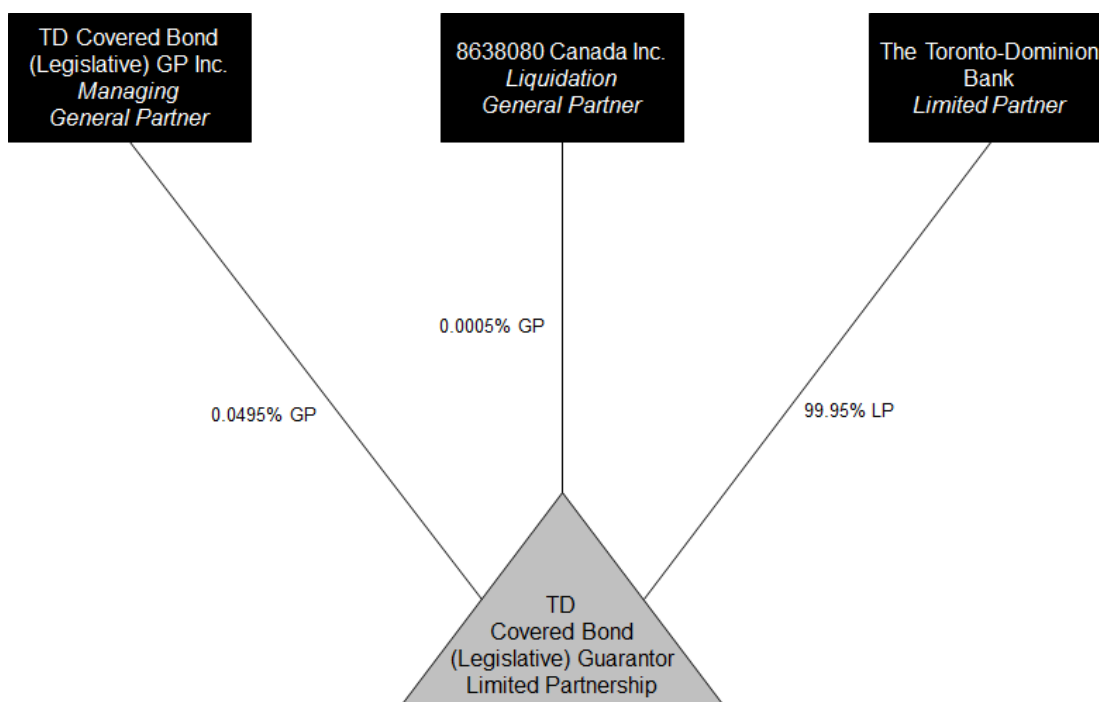 TD Covered Bond
(Legislative) GP Inc.
Managing
General Partner
8638080 Canada Inc.
Liquidation
General Partner
The Toronto-Dominion
Bank
Limited Partner
0.0005% GP
0.0495% GP
99.95% LP
TD
Covered Bond
(Legislative) Guarantor
Limited Partnership